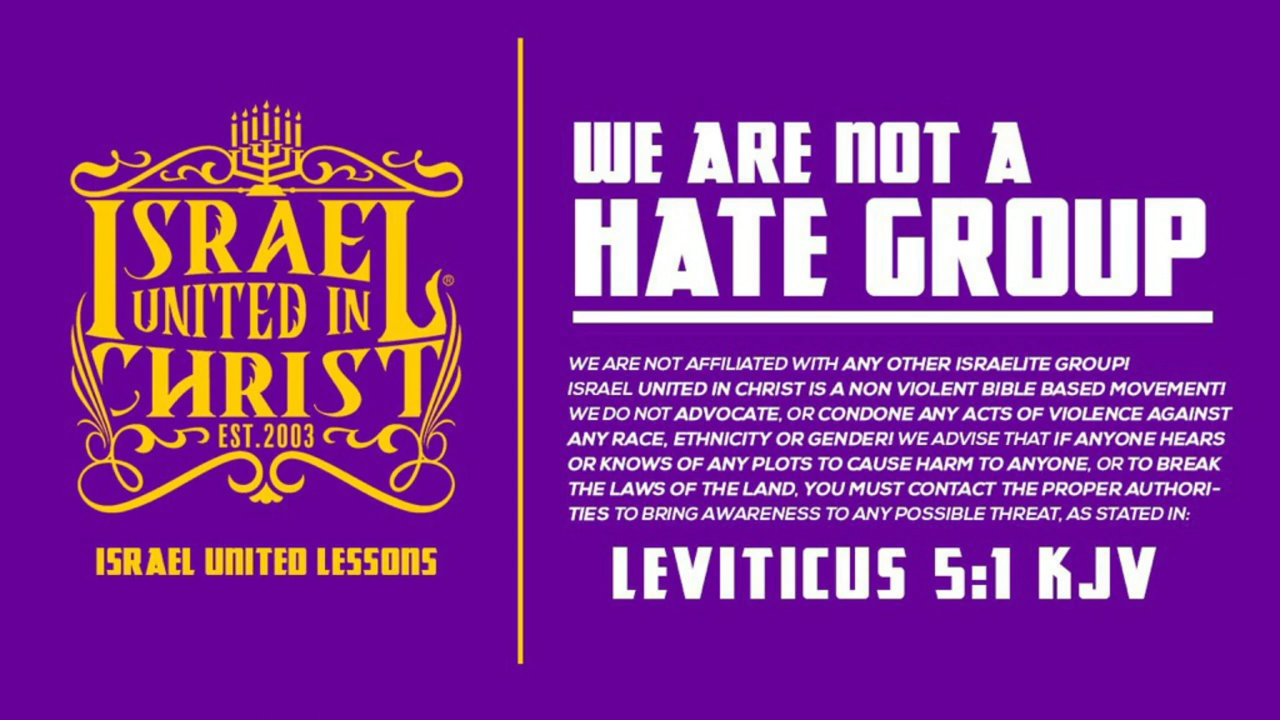 ISRAEL
UNITED IN
CHRIST
®
EST.2003
ISRAEL UNITED LESSONS
WE ARE NOT A
HATE GROUP
WE ARE NOT AFFILIATED WITH ANY OTHER ISRAELITE GROUP!
ISRAEL UNITED IN CHRIST IS A NON VIOLENT BIBLE BASED MOVEMENT!
WE DO NOT ADVOCATE, OR CONDONE ANY ACTS OF VIOLENCE AGAINST
ANY RACE, ETHNICITY OR GENDER! WE ADVISE THAT IF ANYONE HEARS
OR KNOWS OF ANY PLOTS TO CAUSE HARM TO ANYONE, OR TO BREAK
THE LAWS OF THE LAND, YOU MUST CONTACT THE PROPER AUTHORI-
TIES TO BRING AWARENESS TO ANY POSSIBLE THREAT, AS STATED IN:
LEVITICUS 5:1 KJV